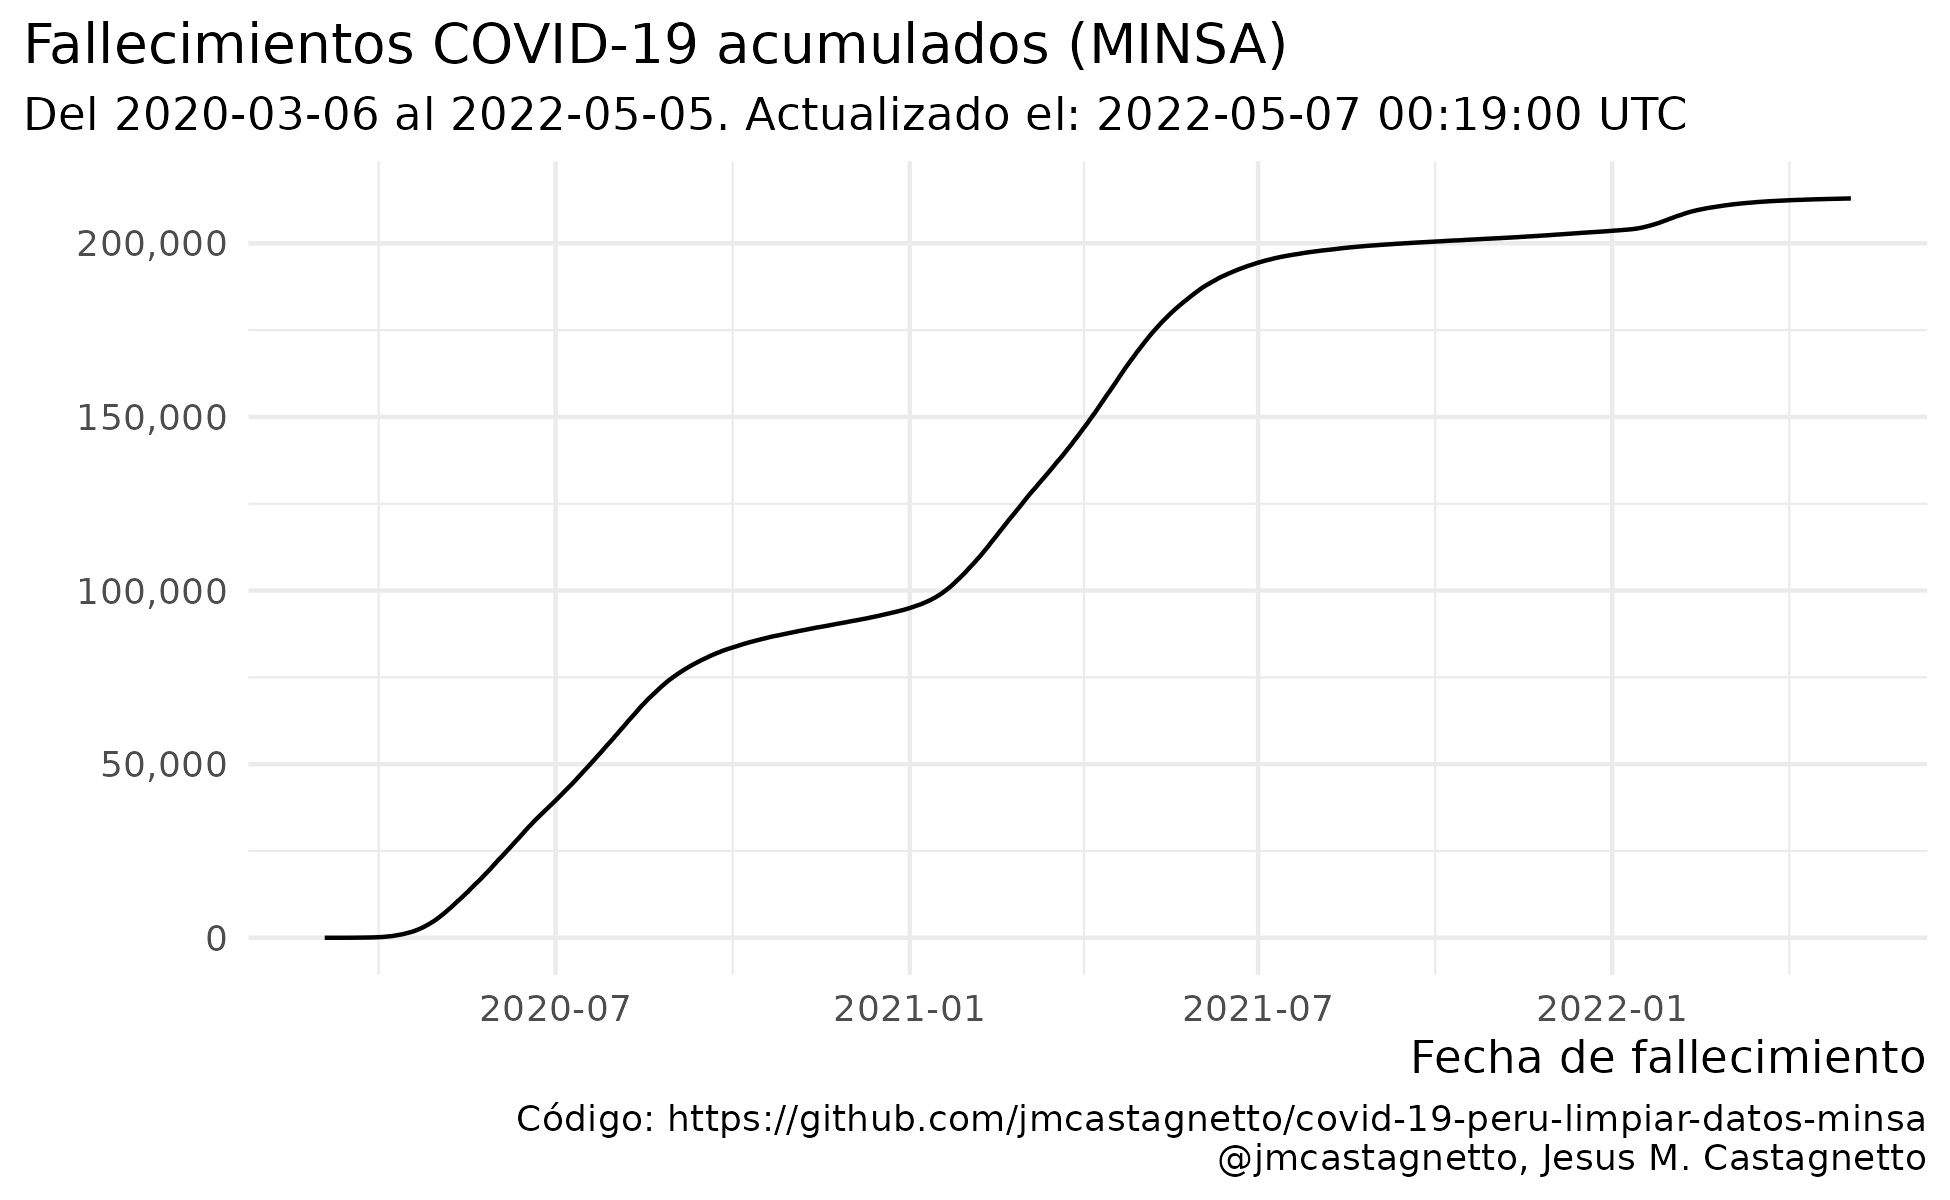 Fallecimientos COVID-19 acumulados (MINSA)
Del 2020-03-06 al 2022-05-05. Actualizado el: 2022-05-07 00:19:00 UTC
200,000
150,000
100,000
50,000
0
2020-07 2021-01 2021-07 2022-01
Fecha de fallecimiento
Código: https://github.com/jmcastagnetto/covid-19-peru-limpiar-datos-minsa
@jmcastagnetto, Jesus M. Castagnetto